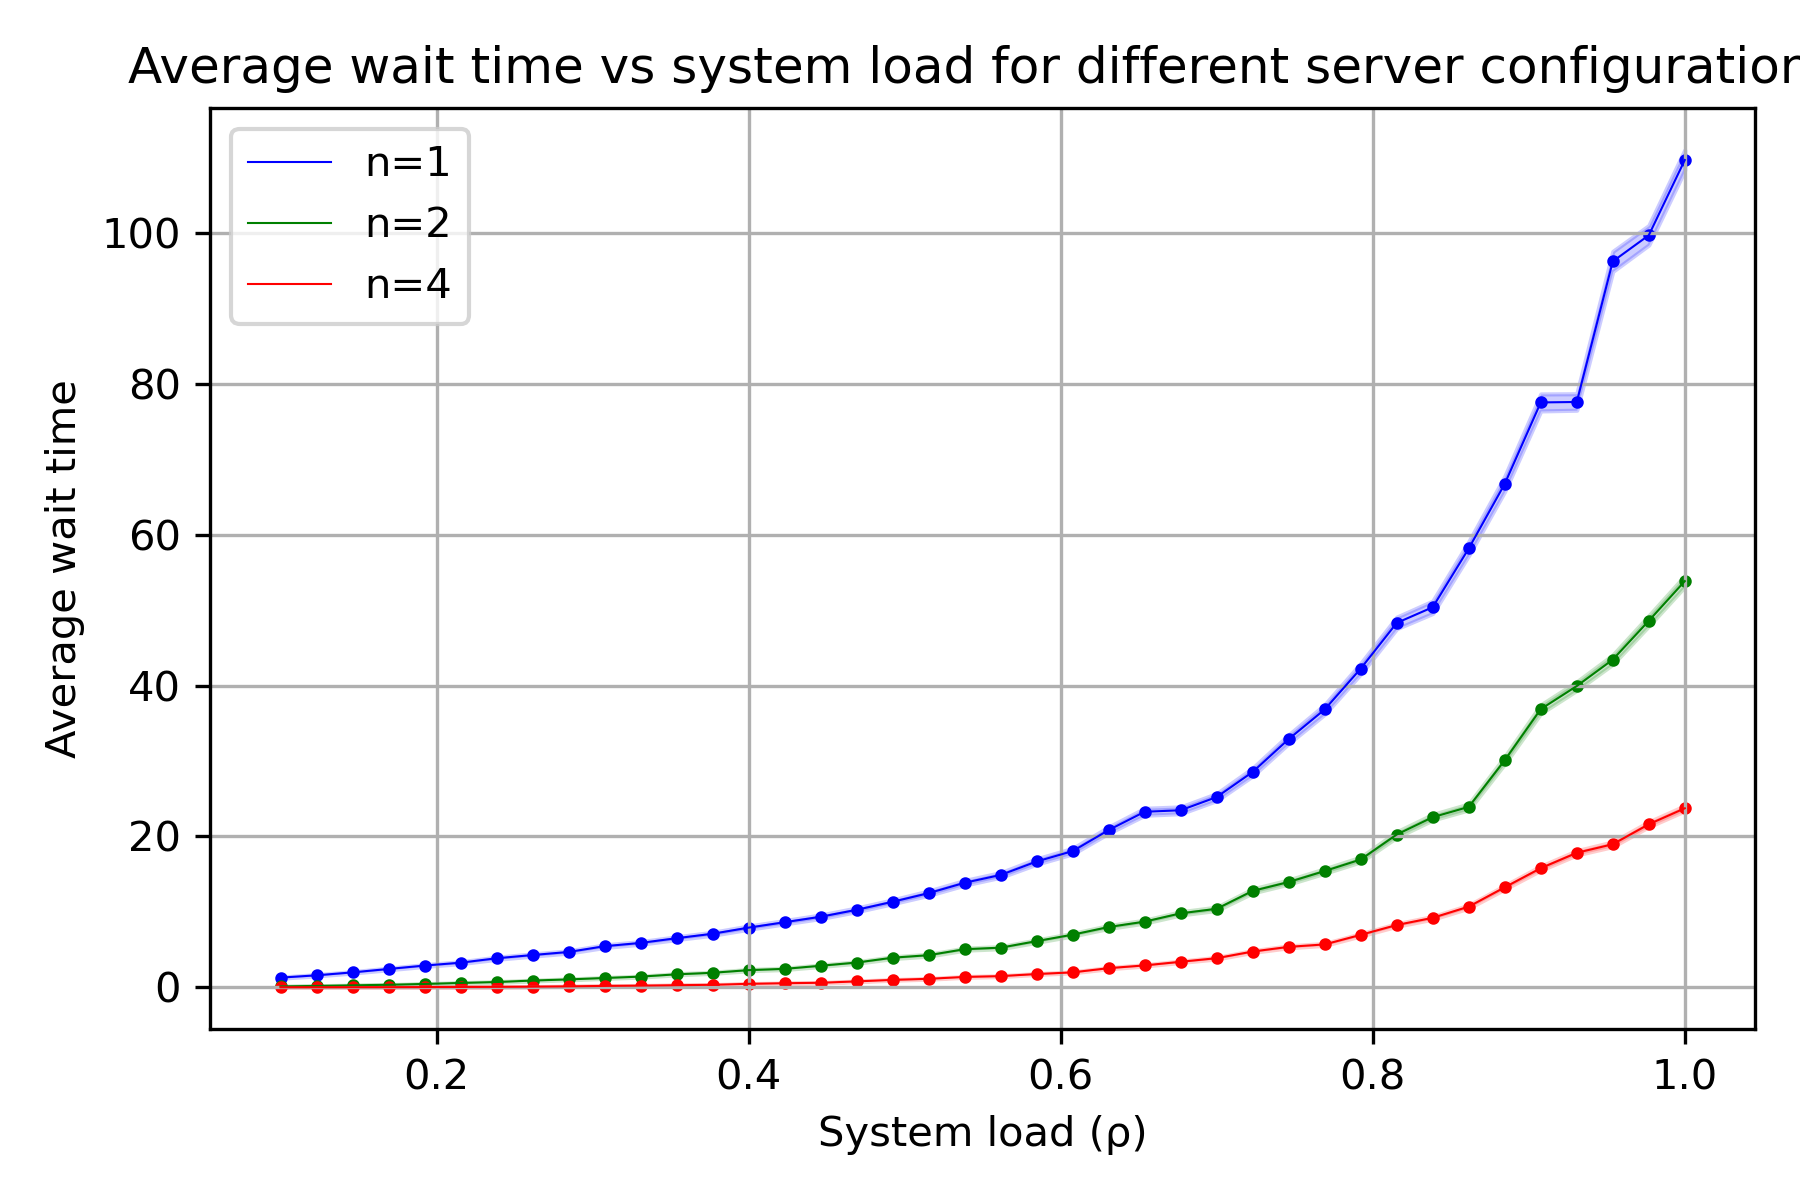 Average wait time vs system load for different server configuration
n=1
n=2
n=4
100
80
60
40
20
0
Average wait time
0.2 0.4 0.6 0.8 1.0
System load (ρ)